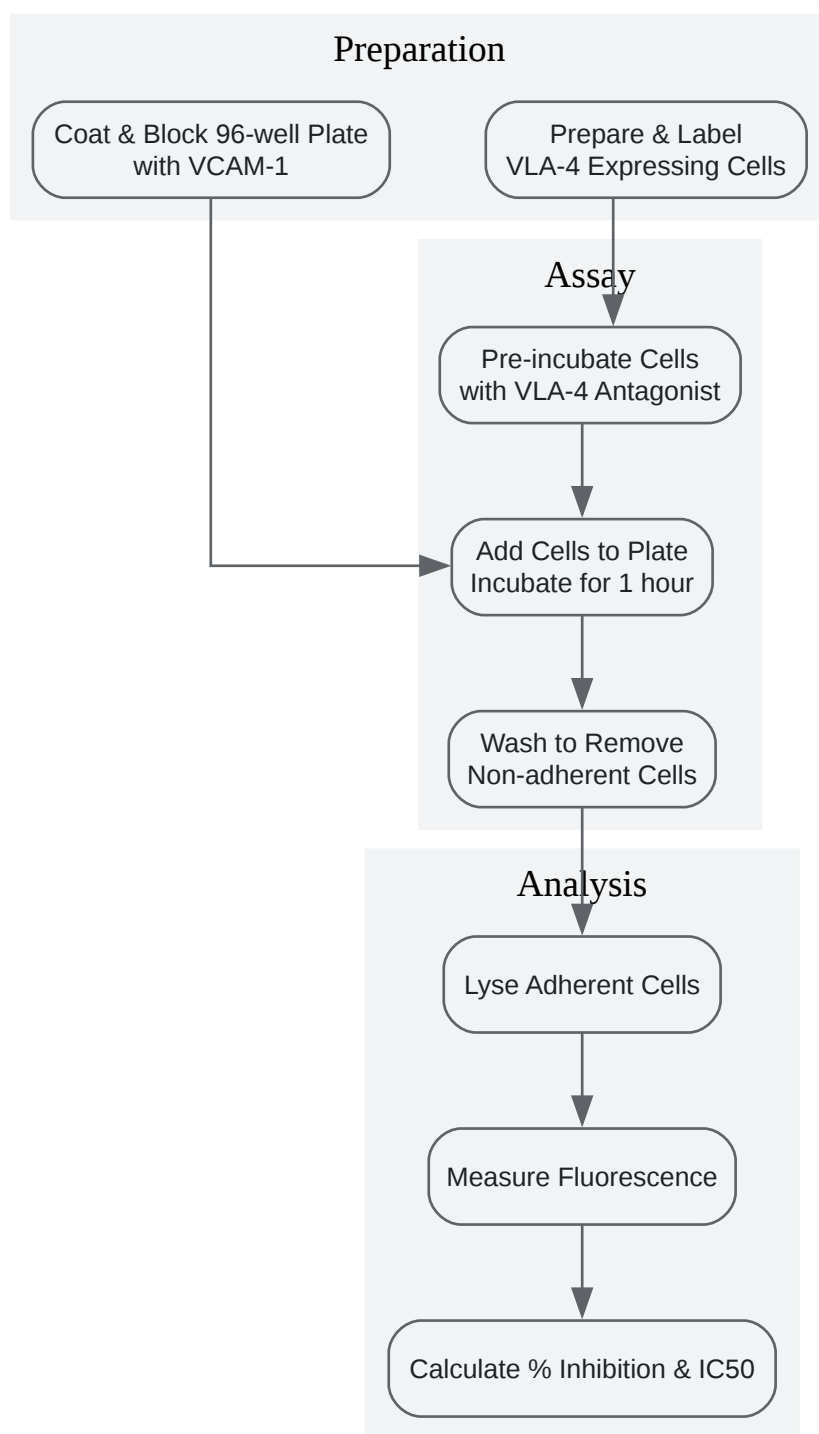 Preparation
Coat & Block 96-well Plate
with VCAM-1
Prepare & Label
VLA-4 Expressing Cells
Assay
Pre-incubate Cells
with VLA-4 Antagonist
Add Cells to Plate
Incubate for 1 hour
Wash to Remove
Non-adherent Cells
Analysis
Lyse Adherent Cells
Measure Fluorescence
Calculate % Inhibition & IC50